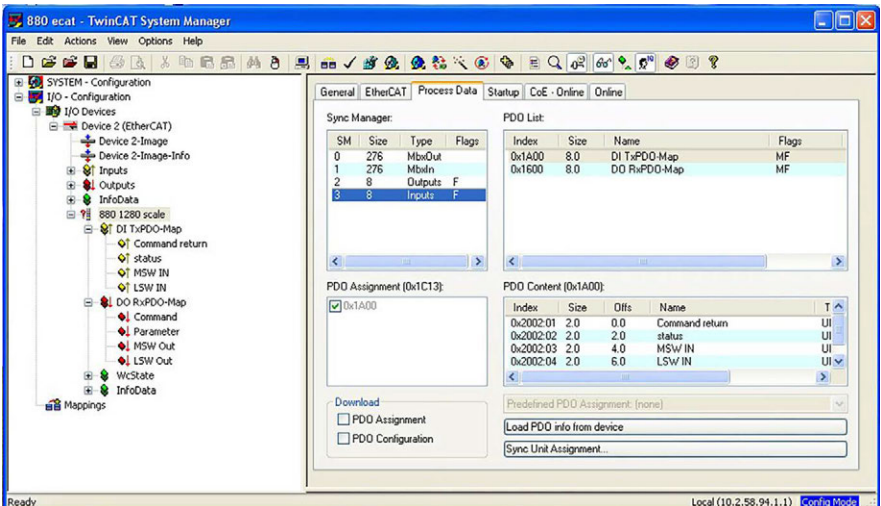 880 ecat - TwinCAT System Manager
File Edit Actions View Options Help
SYSTEM - Configuration
I/O - Configuration
I/O Devices
Device 2 (EtherCAT)
Device 2-Image
Device 2-Image-Info
Inputs
Outputs
InfoData
880 1280 scale
DI TxPDO-Map
Command return
status
MSW IN
LSW IN
DO RxPDO-Map
Command
Parameter
MSW Out
LSW Out
WcState
InfoData
Mappings
General EtherCAT Process Data Startup CoE - Online Online
Sync Manager:
SM Size Type Flags
0 276 MbxOut
1 276 MbxIn
2 8 Outputs F
3 8 Inputs F
PDO List:
Index Size Name Flags
0x1A00 8.0 DI TxPDO-Map MF
0x1600 8.0 DO RxPDO-Map MF
PDO Assignment (0x1C13):
0x1A00
PDO Content (0x1A00):
Index Size Offs Name T
0x2002:01 2.0 0.0 Command return UI
0x2002:02 2.0 2.0 status UI
0x2002:03 2.0 4.0 MSW IN UI
0x2002:04 2.0 6.0 LSW IN UI
Download
PDO Assignment
PDO Configuration
Predefined PDO Assignment: (none)
Load PDO info from device
Sync Unit Assignment...
Ready
Local (10.2.58.94.1.1) Config Mode